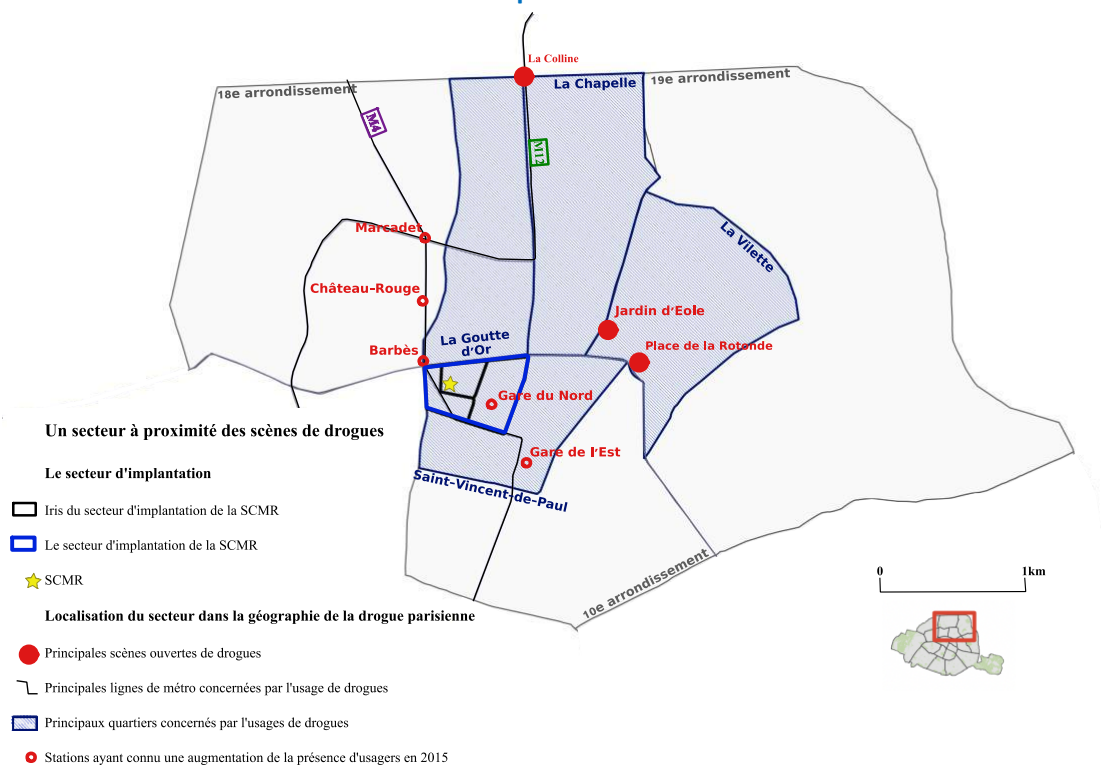 La Colline
18e arrondissement
La Chapelle
19e arrondissement
M4
M12
Marcadet
La Vilette
Château-Rouge
Jardin d'Eole
La Goutte
d'Or
Place de la Rotonde
Barbès
Gare du Nord
Gare de l'Est
Saint-Vincent-de-Paul
10e arrondissement
Un secteur à proximité des scènes de drogues
Le secteur d'implantation
Iris du secteur d'implantation de la SCMR
Le secteur d'implantation de la SCMR
SCMR
Localisation du secteur dans la géographie de la drogue parisienne
Principales scènes ouvertes de drogues
Principales lignes de métro concernées par l'usage de drogues
Principaux quartiers concernés par l'usages de drogues
Stations ayant connu une augmentation de la présence d'usagers en 2015
0 1km